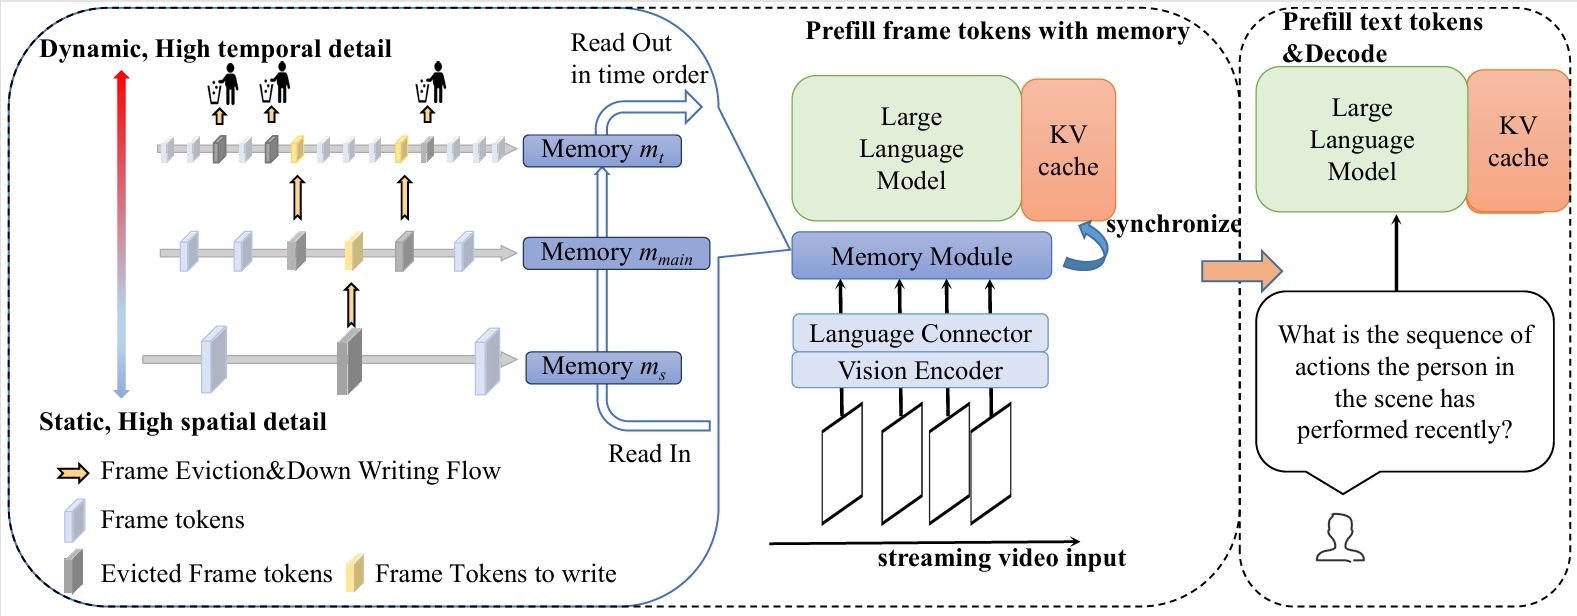 Dynamic, High temporal detail
Read Out
in time order
Memory m_t
Memory m_main
Memory m_s
Static, High spatial detail
Read In
Frame Eviction&Down Writing Flow
Frame tokens
Evicted Frame tokens
Frame Tokens to write
Prefill frame tokens with memory
Large
Language
Model
KV
cache
synchronize
Memory Module
Language Connector
Vision Encoder
streaming video input
Prefill text tokens
&Decode
Large
Language
Model
KV
cache
What is the sequence of
actions the person in
the scene has
performed recently?